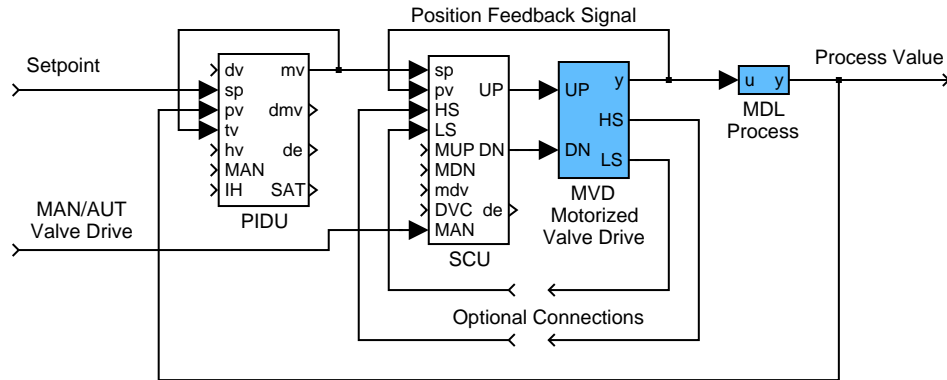 Position Feedback Signal
Setpoint
Process Value
dv
sp
pv
tv
hv
MAN
IH
mv
dmv
de
SAT
PIDU
MAN/AUT
Valve Drive
sp
pv
HS
LS
MUP
MDN
mdv
DVC
MAN
UP
DN
de
SCU
UP
DN
y
HS
LS
MVD
Motorized
Valve Drive
u y
MDL
Process
Optional Connections